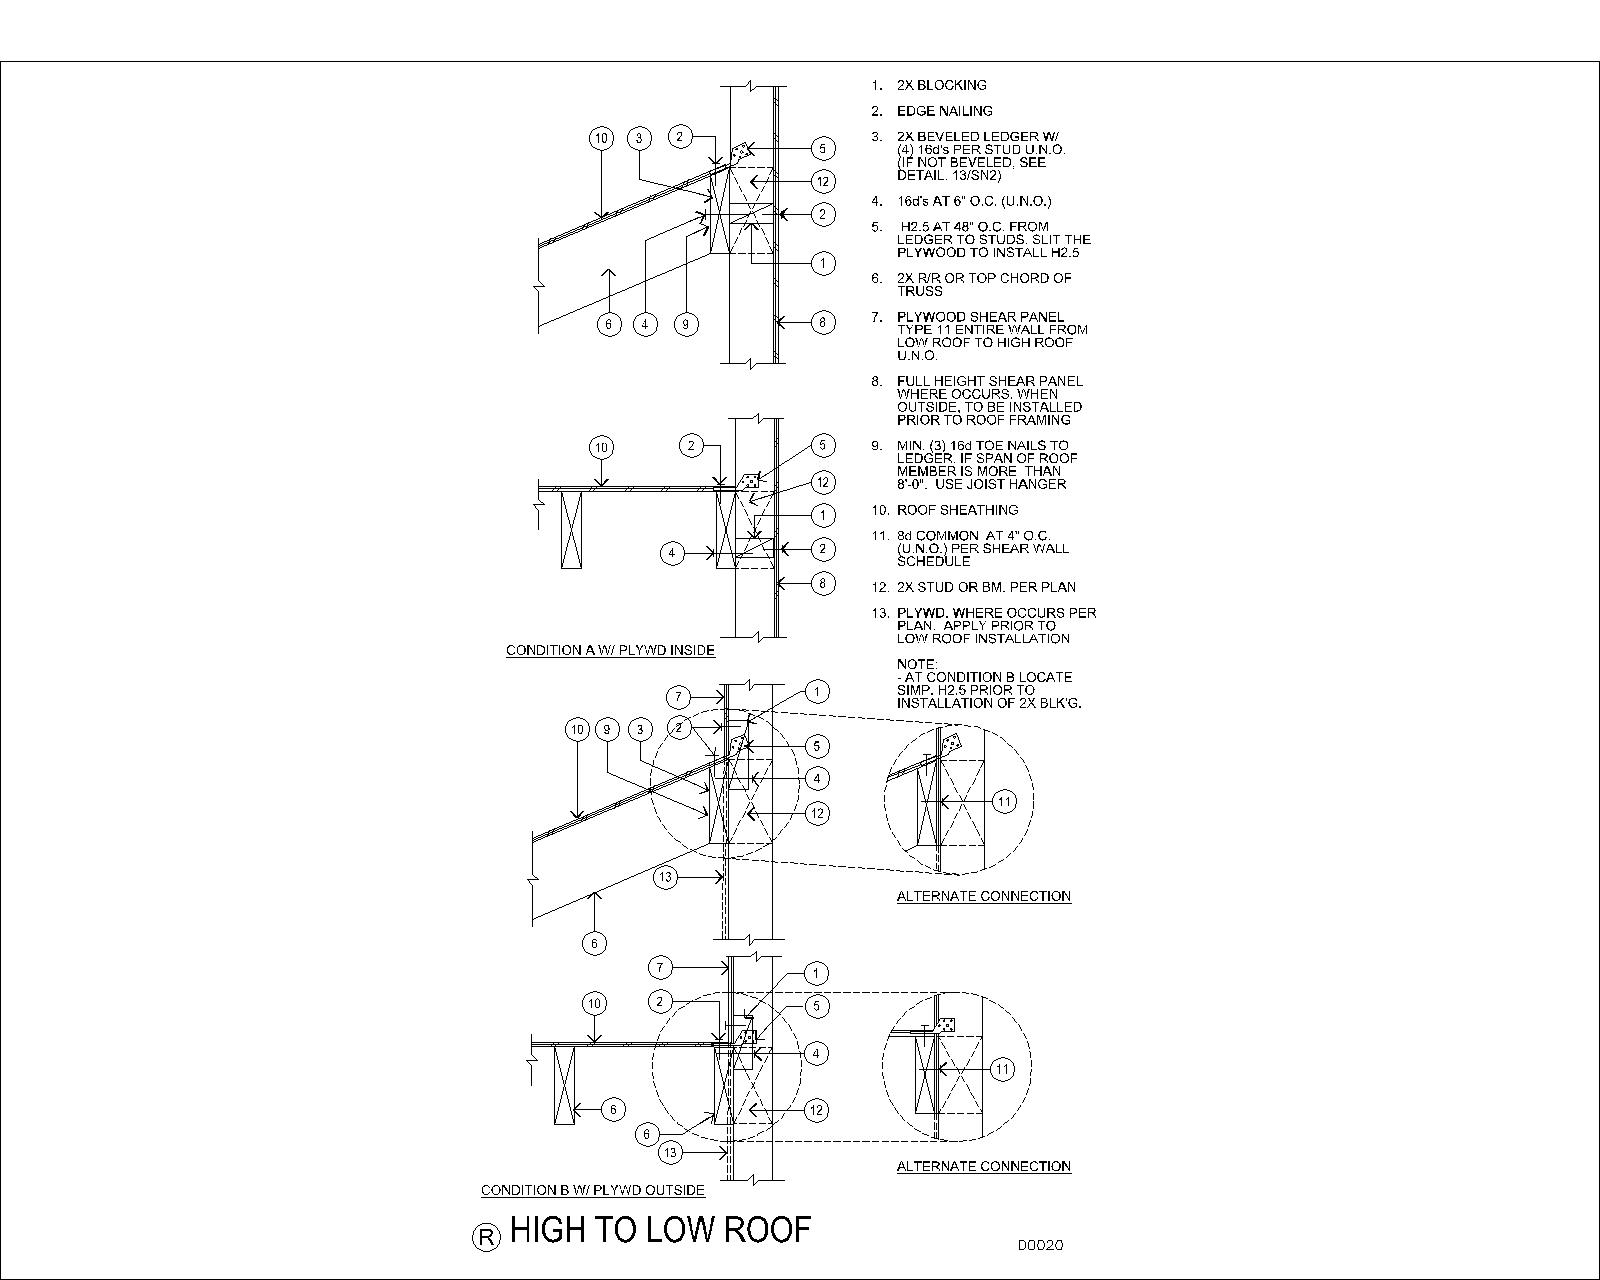 1. 2X BLOCKING
2. EDGE NAILING
3. 2X BEVELED LEDGER W/
(4) 16d's PER STUD U.N.O.
(IF NOT BEVELED, SEE
DETAIL. 13/SN2)
4. 16d's AT 6" O.C. (U.N.O.)
5. H2.5 AT 48" O.C. FROM
LEDGER TO STUDS. SLIT THE
PLYWOOD TO INSTALL H2.5
6. 2X R/R OR TOP CHORD OF
TRUSS
7. PLYWOOD SHEAR PANEL
TYPE 11 ENTIRE WALL FROM
LOW ROOF TO HIGH ROOF
U.N.O.
8. FULL HEIGHT SHEAR PANEL
WHERE OCCURS. WHEN
OUTSIDE, TO BE INSTALLED
PRIOR TO ROOF FRAMING
9. MIN. (3) 16d TOE NAILS TO
LEDGER. IF SPAN OF ROOF
MEMBER IS MORE THAN
8'-0". USE JOIST HANGER
10. ROOF SHEATHING
11. 8d COMMON AT 4" O.C.
(U.N.O.) PER SHEAR WALL
SCHEDULE
12. 2X STUD OR BM. PER PLAN
13. PLYWD. WHERE OCCURS PER
PLAN. APPLY PRIOR TO
LOW ROOF INSTALLATION
NOTE:
- AT CONDITION B LOCATE
SIMP. H2.5 PRIOR TO
INSTALLATION OF 2X BLK'G.
10 3 2 5
12
2
1
6 4 9 8
10 2 5
12
1
4 2
8
CONDITION A W/ PLYWD INSIDE
7 1
10 9 3 2 5
4
11
12
13
ALTERNATE CONNECTION
6
7 1
10 2 5
4
11
6 12
6
13
ALTERNATE CONNECTION
CONDITION B W/ PLYWD OUTSIDE
R HIGH TO LOW ROOF
D0020